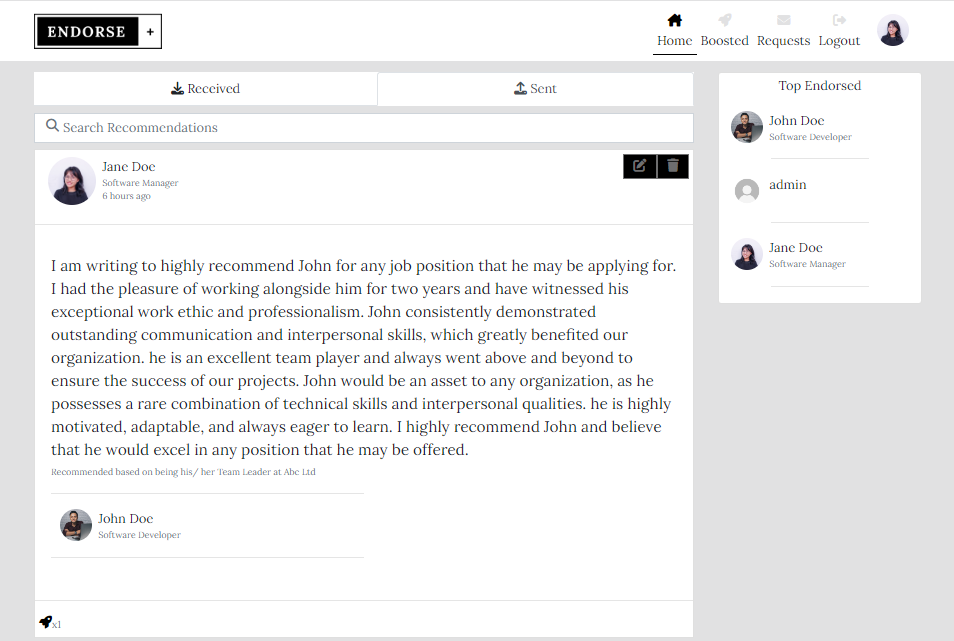 ENDORSE +
Home Boosted Requests Logout
Received Sent
Search Recommendations
Jane Doe
Software Manager
6 hours ago
I am writing to highly recommend John for any job position that he may be applying for.
I had the pleasure of working alongside him for two years and have witnessed his
exceptional work ethic and professionalism. John consistently demonstrated
outstanding communication and interpersonal skills, which greatly benefited our
organization. he is an excellent team player and always went above and beyond to
ensure the success of our projects. John would be an asset to any organization, as he
possesses a rare combination of technical skills and interpersonal qualities. he is highly
motivated, adaptable, and always eager to learn. I highly recommend John and believe
that he would excel in any position that he may be offered.
Recommended based on being his/ her Team Leader at Abc Ltd
John Doe
Software Developer
x1
Top Endorsed
John Doe
Software Developer
admin
Jane Doe
Software Manager